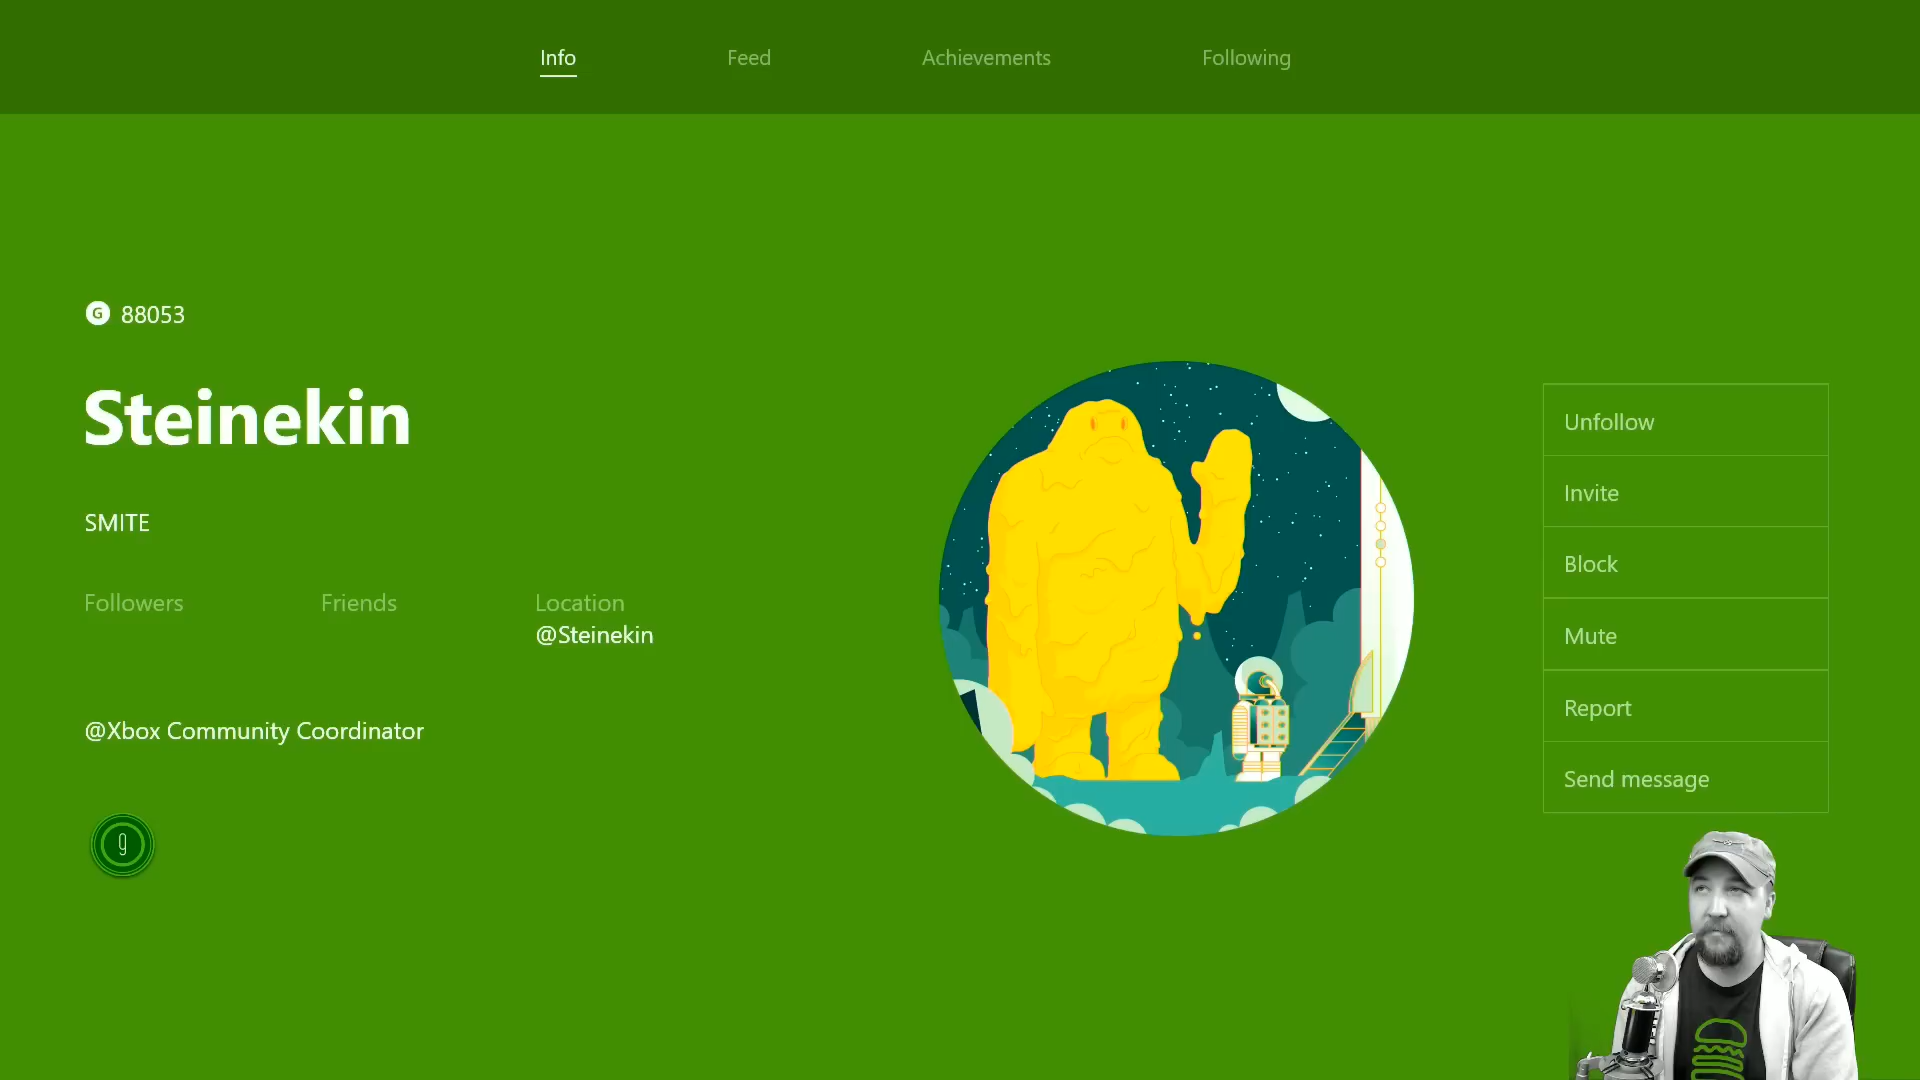 Info
Feed
Achievements
Following
G 88053
Steinekin
SMITE
Followers
Friends
Location
@Steinekin
@Xbox Community Coordinator
9
Unfollow
Invite
Block
Mute
Report
Send message